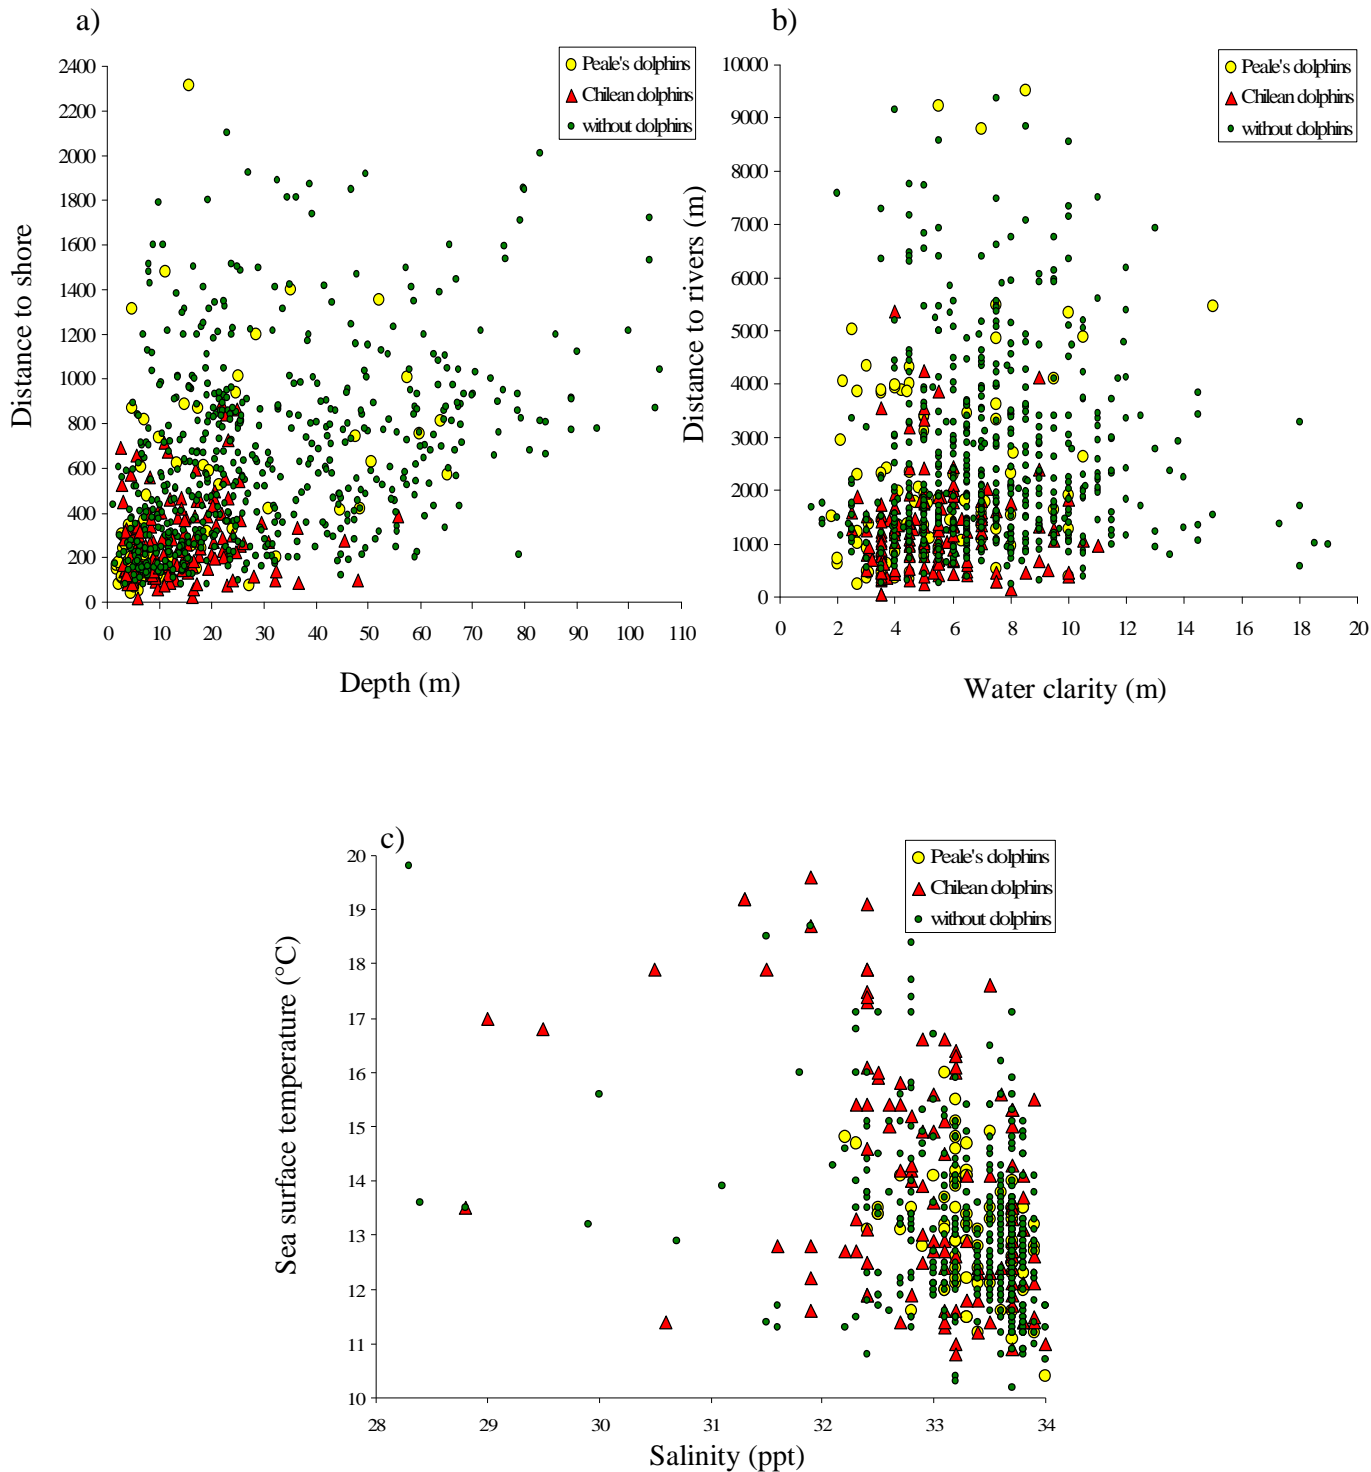 a)
Peale's dolphins
Chilean dolphins
without dolphins
2400
2200
2000
1800
1600
1400
1200
1000
800
600
400
200
0
Distance to shore
0 10 20 30 40 50 60 70 80 90 100 110
Depth (m)
b)
Peale's dolphins
Chilean dolphins
without dolphins
10000
9000
8000
7000
6000
5000
4000
3000
2000
1000
0
Distance to rivers (m)
0 2 4 6 8 10 12 14 16 18 20
Water clarity (m)
c)
Peale's dolphins
Chilean dolphins
without dolphins
20
19
18
17
16
15
14
13
12
11
10
Sea surface temperature (°C)
28 29 30 31 32 33 34
Salinity (ppt)